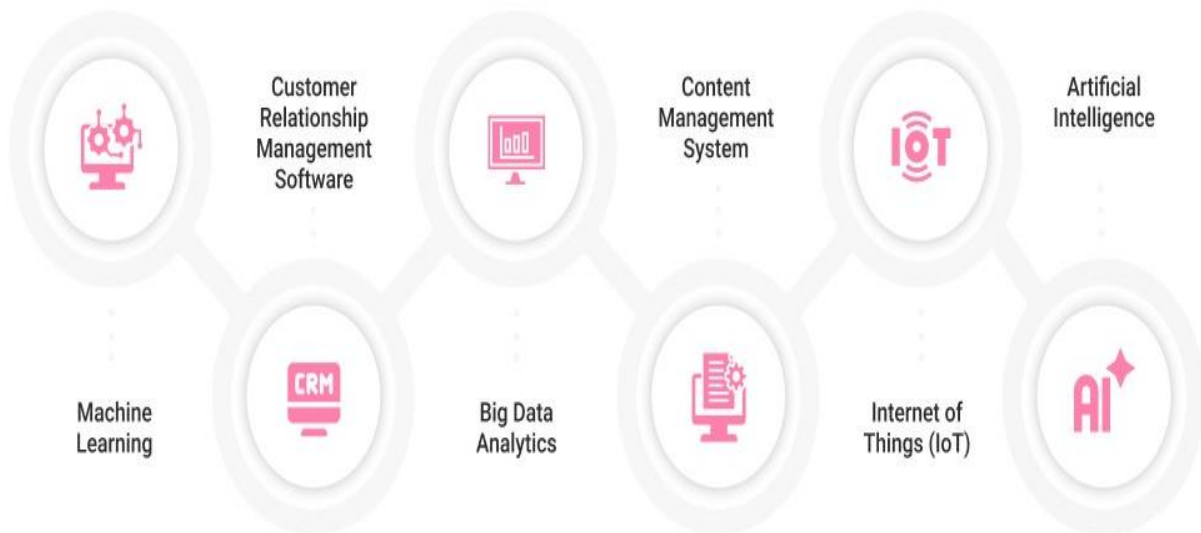 Machine
Learning
Customer
Relationship
Management
Software
CRM
Big Data
Analytics
Content
Management
System
IOT
Internet of
Things (IoT)
Artificial
Intelligence
AI